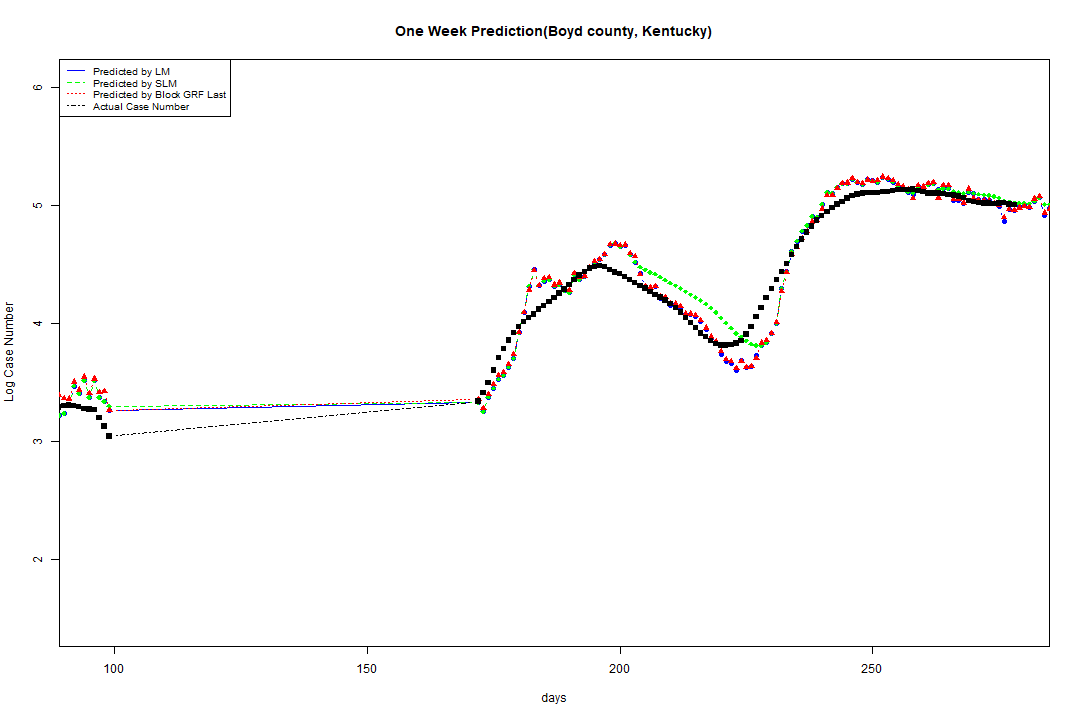 One Week Prediction(Boyd county, Kentucky)
Predicted by LM
Predicted by SLM
Predicted by Block GRF Last
Actual Case Number
Log Case Number
6
5
4
3
2
100 150 200 250
days